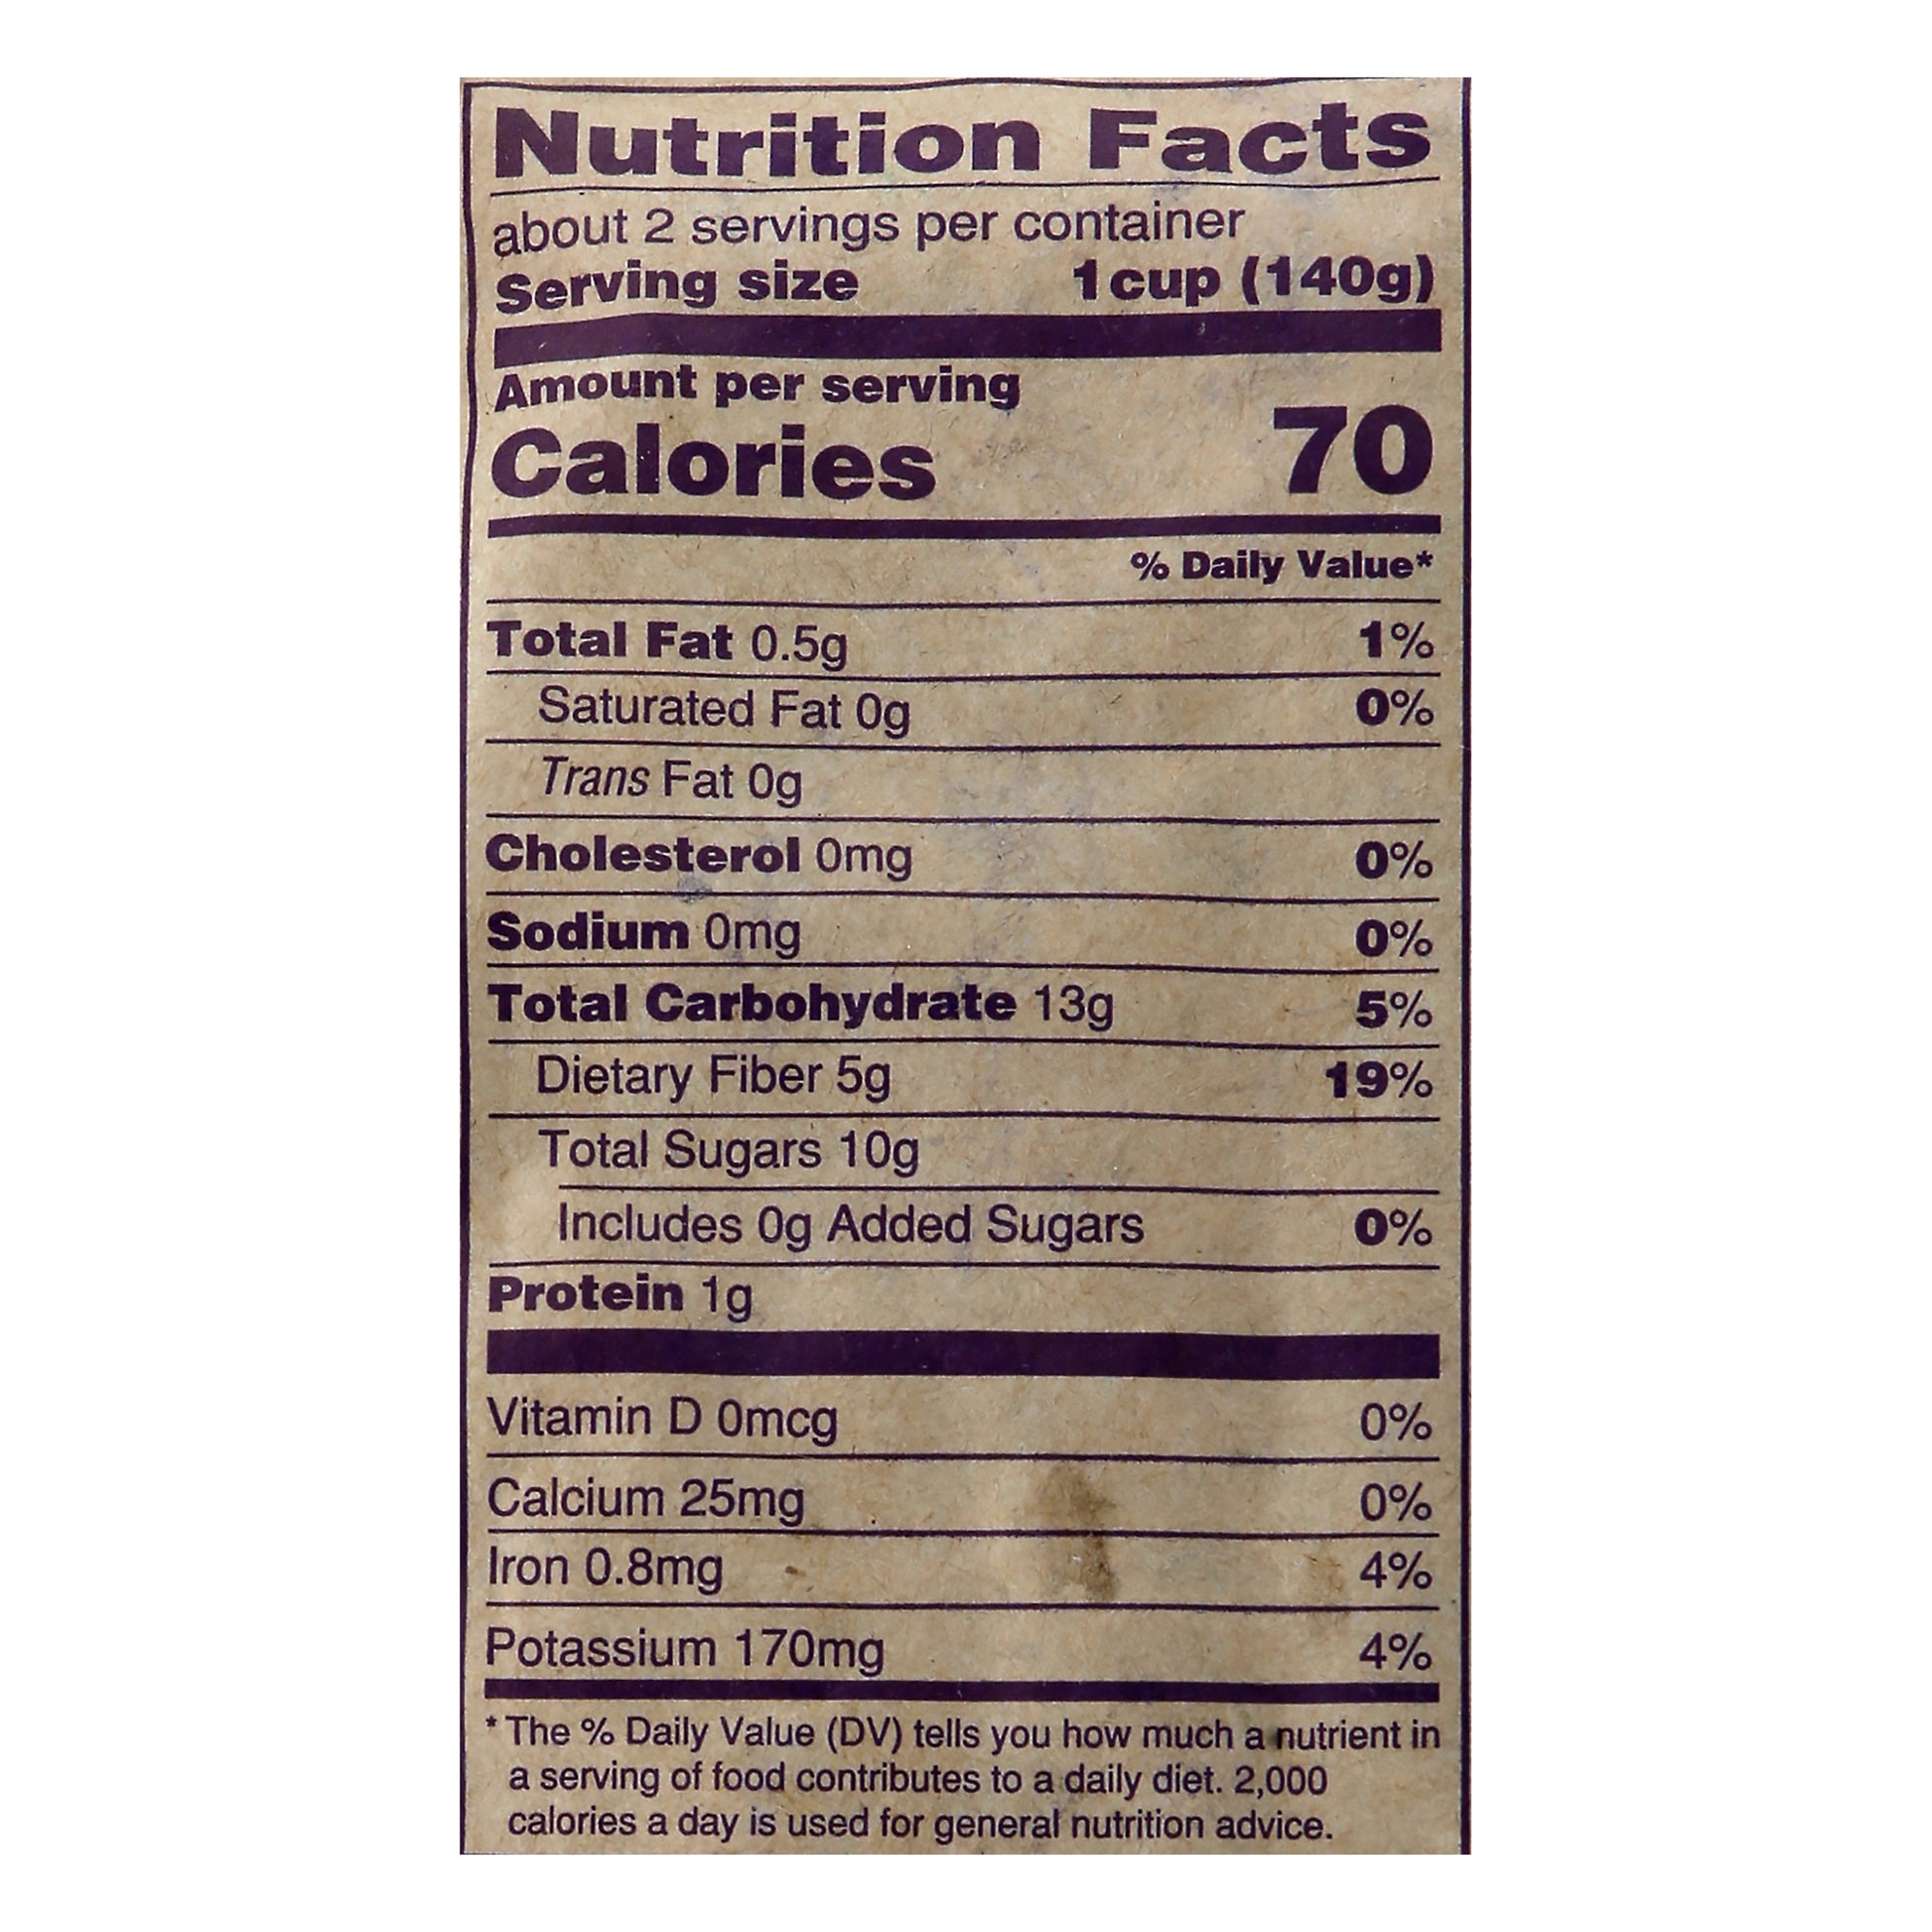 Nutrition Facts
about 2 servings per container
Serving size 1 cup (140g)
Amount per serving
Calories 70
% Daily Value*
Total Fat 0.5g 1%
Saturated Fat 0g 0%
Trans Fat 0g
Cholesterol 0mg 0%
Sodium 0mg 0%
Total Carbohydrate 13g 5%
Dietary Fiber 5g 19%
Total Sugars 10g
Includes 0g Added Sugars 0%
Protein 1g
Vitamin D 0mcg 0%
Calcium 25mg 0%
Iron 0.8mg 4%
Potassium 170mg 4%
* The % Daily Value (DV) tells you how much a nutrient in
a serving of food contributes to a daily diet. 2,000
calories a day is used for general nutrition advice.